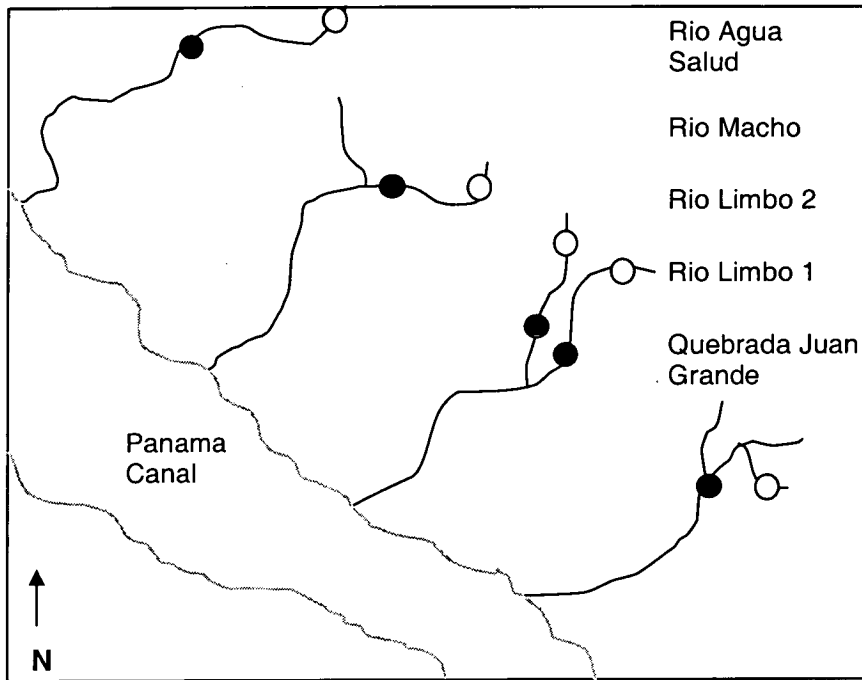 Rio Agua
Salud
Rio Macho
Rio Limbo 2
Rio Limbo 1
Quebrada Juan
Grande
Panama
Canal
N